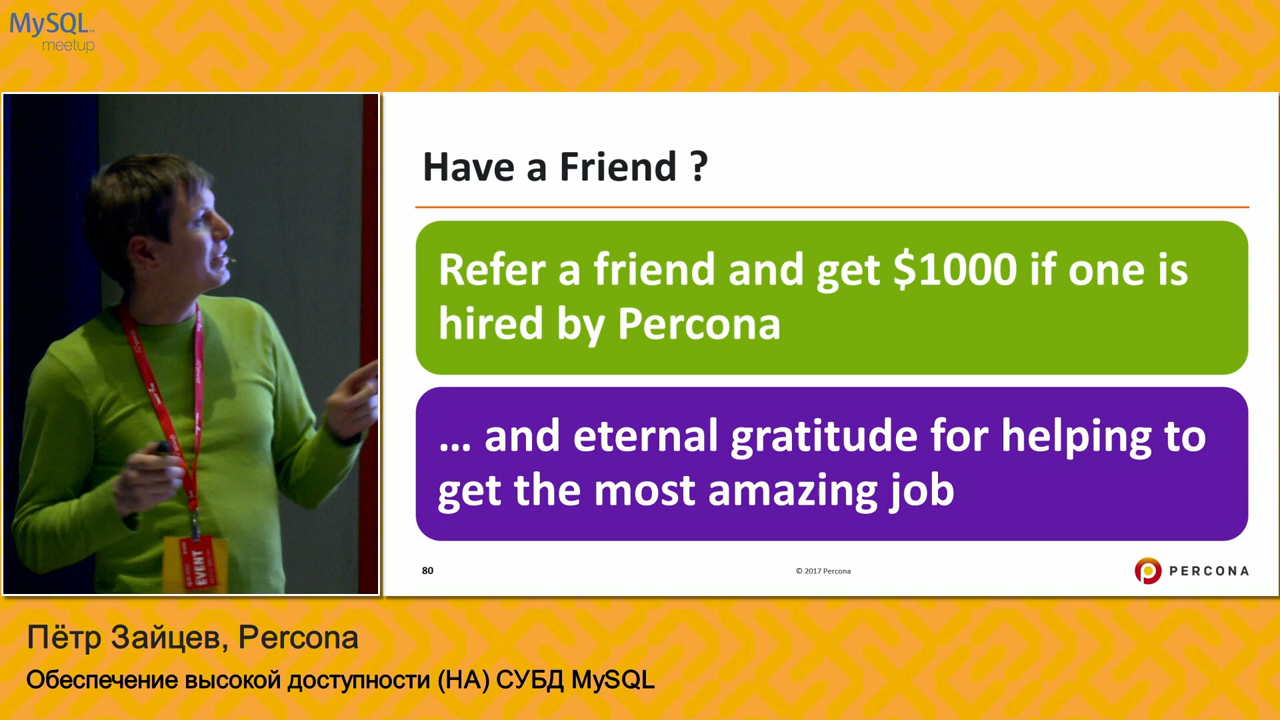 MySQL
meetup
Have a Friend ?
Refer a friend and get $1000 if one is
hired by Percona
... and eternal gratitude for helping to
get the most amazing job
80
© 2017 Percona
PERCONA
EVENT
Пётр Зайцев, Percona
Обеспечение высокой доступности (HA) СУБД MySQL